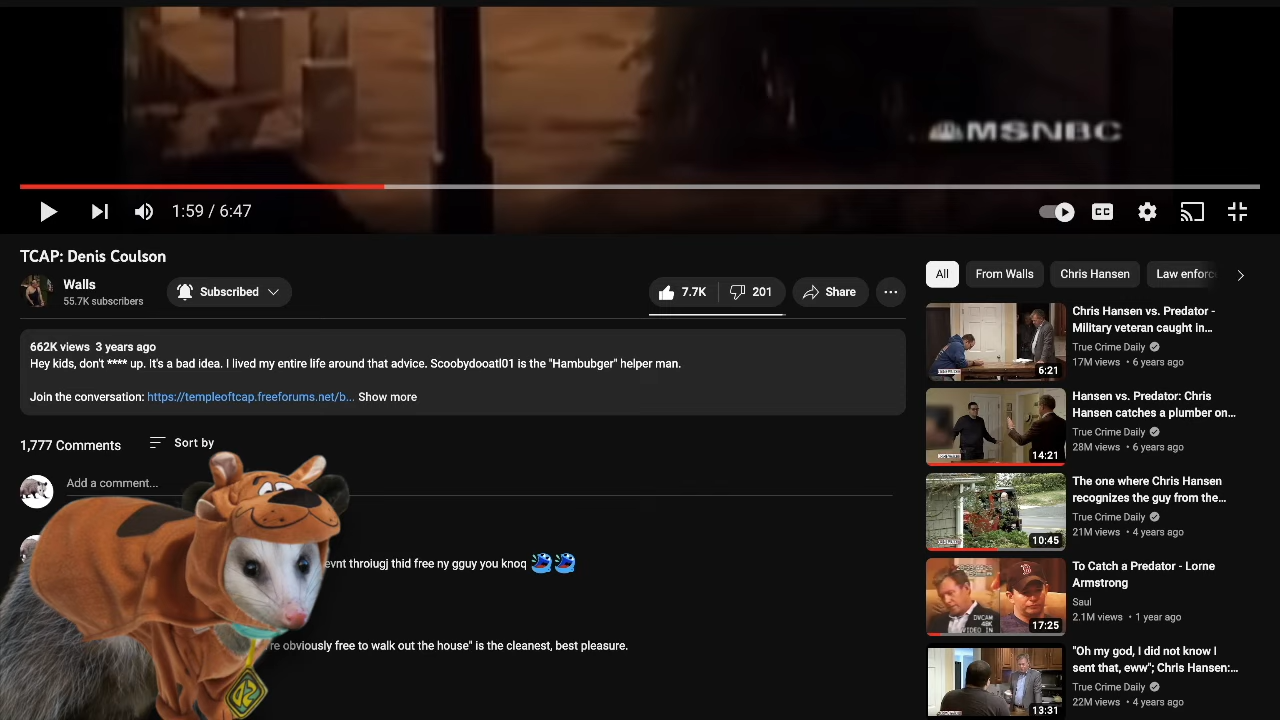 MSNBC
1:59 / 6:47
CC
TCAP: Denis Coulson
Walls
55.7K subscribers
Subscribed
7.7K
201
Share
662K views 3 years ago
Hey kids, don't **** up. It's a bad idea. I lived my entire life around that advice. Scoobydooatl01 is the "Hambubger" helper man.
Join the conversation: https://templeoftcap.freeforums.net/b... Show more
1,777 Comments
Sort by
Add a comment...
evnt throiugj thid free ny gguy you knoq
re obviously free to walk out the house" is the cleanest, best pleasure.
All
From Walls
Chris Hansen
Law enforc
Chris Hansen vs. Predator -
Military veteran caught in...
True Crime Daily
17M views • 6 years ago
6:21
Hansen vs. Predator: Chris
Hansen catches a plumber on...
True Crime Daily
28M views • 6 years ago
14:21
The one where Chris Hansen
recognizes the guy from the...
True Crime Daily
21M views • 4 years ago
10:45
To Catch a Predator - Lorne
Armstrong
Saul
2.1M views • 1 year ago
DVCAM
VIDEO IN
17:25
"Oh my god, I did not know I
sent that, eww"; Chris Hansen:...
True Crime Daily
22M views • 4 years ago
13:31